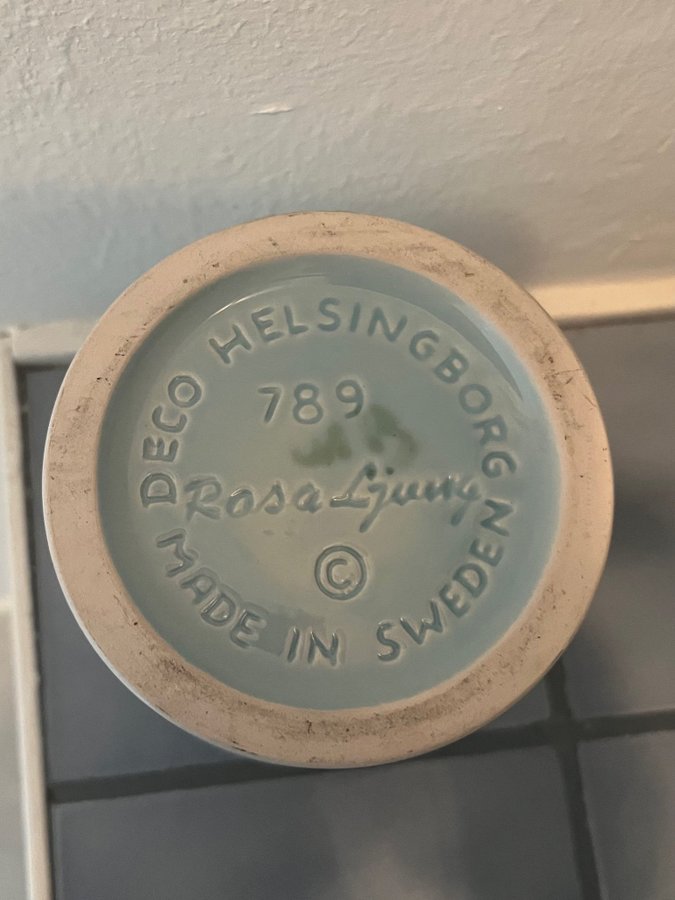 DECO HELSINGBORG
789
Rosa Ljung
©
MADE IN SWEDEN